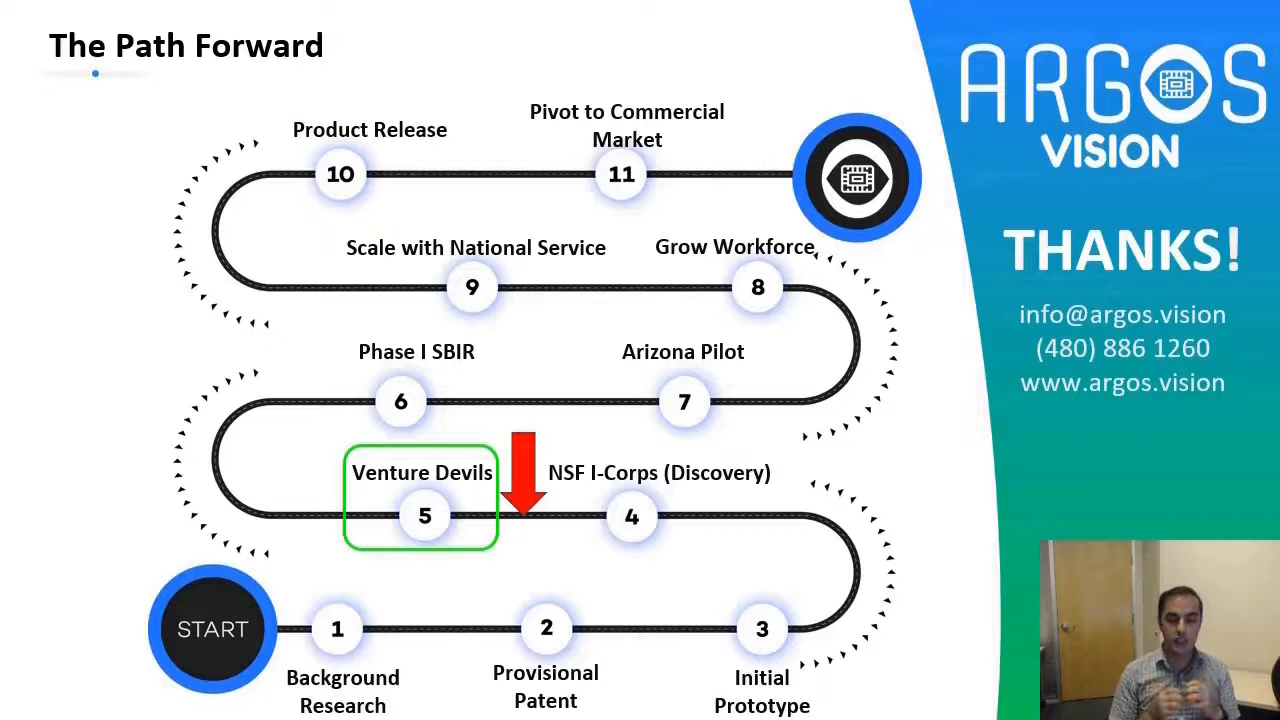 The Path Forward
Pivot to Commercial
Market
Product Release
10
11
Scale with National Service
Grow Workforce
9
8
Phase I SBIR
Arizona Pilot
6
7
Venture Devils
NSF I-Corps (Discovery)
5
4
START
1
2
3
Background
Research
Provisional
Patent
Initial
Prototype
ARGOS
VISION
THANKS!
info@argos.vision
(480) 886 1260
www.argos.vision